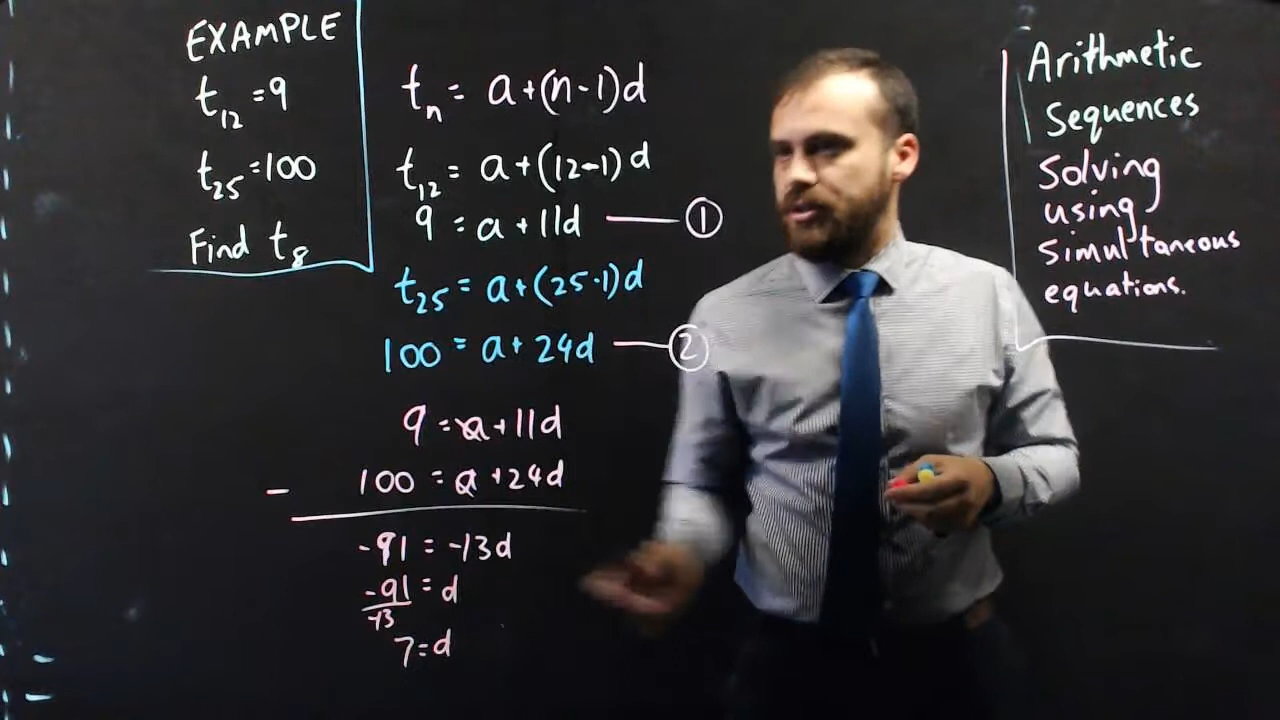 EXAMPLE
t₁₂ = 9
t₂₅ = 100
Find t₈
tₙ = a+(n-1)d
t₁₂ = a+(12-1)d
9 = a+11d —— ①
t₂₅ = a+(25-1)d
100 = a+24d —— ②
9 = a+11d
- 100 = a+24d
-91 = -13d
-91/-13 = d
7=d
Arithmetic
Sequences
Solving
using
Simultaneous
equations.